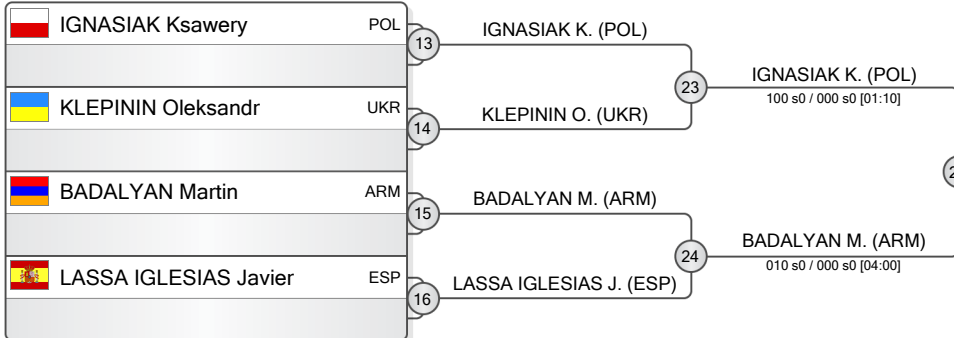 IGNASIAK Ksawery POL
13
IGNASIAK K. (POL)
23
IGNASIAK K. (POL)
100 s0 / 000 s0 [01:10]
KLEPININ Oleksandr UKR
14
KLEPININ O. (UKR)
BADALYAN Martin ARM
15
BADALYAN M. (ARM)
24
BADALYAN M. (ARM)
010 s0 / 000 s0 [04:00]
LASSA IGLESIAS Javier ESP
16
LASSA IGLESIAS J. (ESP)